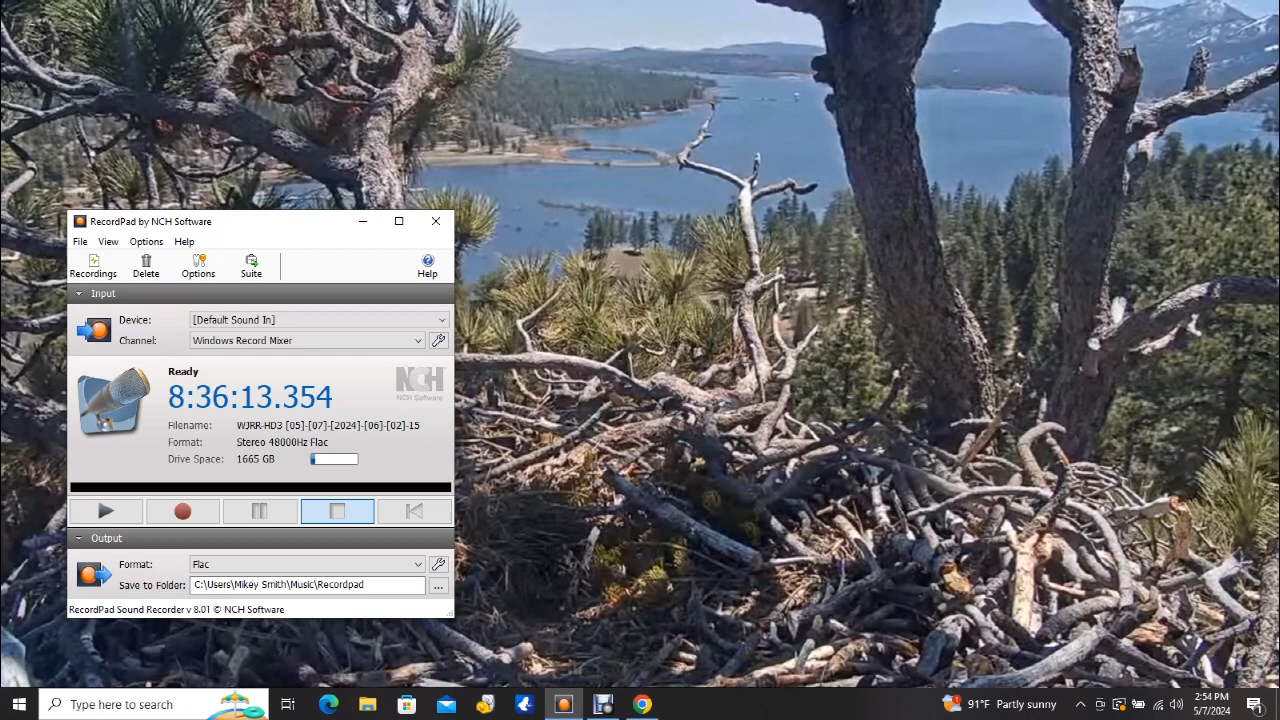 RecordPad by NCH Software
File View Options Help
Recordings Delete Options Suite Help
Input
Device: [Default Sound In]
Channel: Windows Record Mixer
Ready
8:36:13.354
NCH
NCH Software
Filename: WJRR-HD3 [05]-[07]-[2024]-[06]-[02]-15
Format: Stereo 48000Hz Flac
Drive Space: 1665 GB
Output
Format: Flac
Save to Folder: C:\Users\Mikey Smith\Music\Recordpad
...
RecordPad Sound Recorder v 8.01 © NCH Software
Type here to search
91°F Partly sunny
2:54 PM
5/7/2024